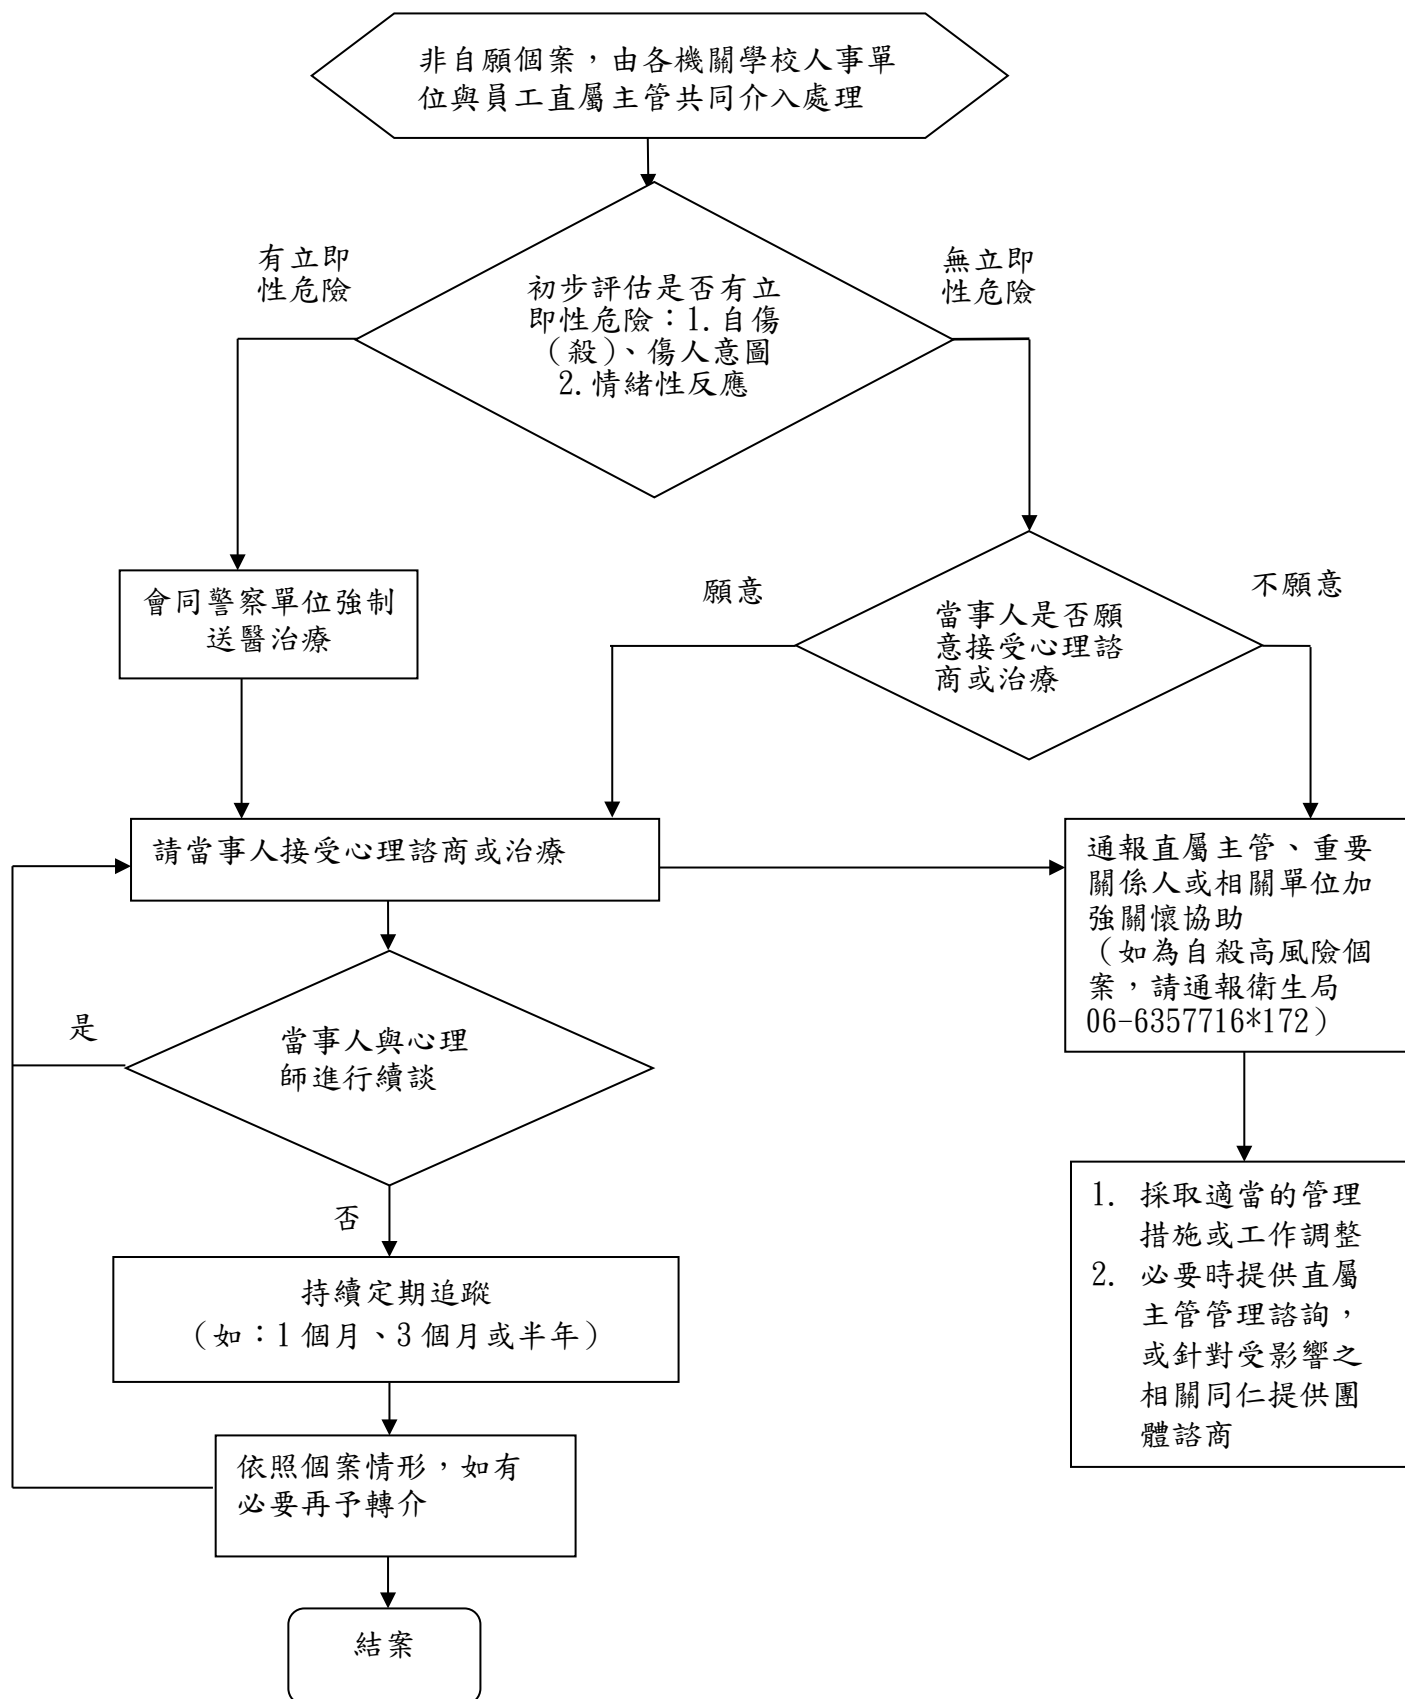 非自願個案，由各機關學校人事單
位與員工直屬主管共同介入處理
有立即
性危險
無立即
性危險
初步評估是否有立
即性危險：1.自傷
（殺）、傷人意圖
2.情緒性反應
會同警察單位強制
送醫治療
願意
不願意
當事人是否願
意接受心理諮
商或治療
請當事人接受心理諮商或治療
通報直屬主管、重要
關係人或相關單位加
強關懷協助
（如為自殺高風險個
案，請通報衛生局
06-6357716*172）
是
當事人與心理
師進行續談
否
持續定期追蹤
（如：1個月、3個月或半年）
1. 採取適當的管理
措施或工作調整
2. 必要時提供直屬
主管管理諮詢，
或針對受影響之
相關同仁提供團
體諮商
依照個案情形，如有
必要再予轉介
結案